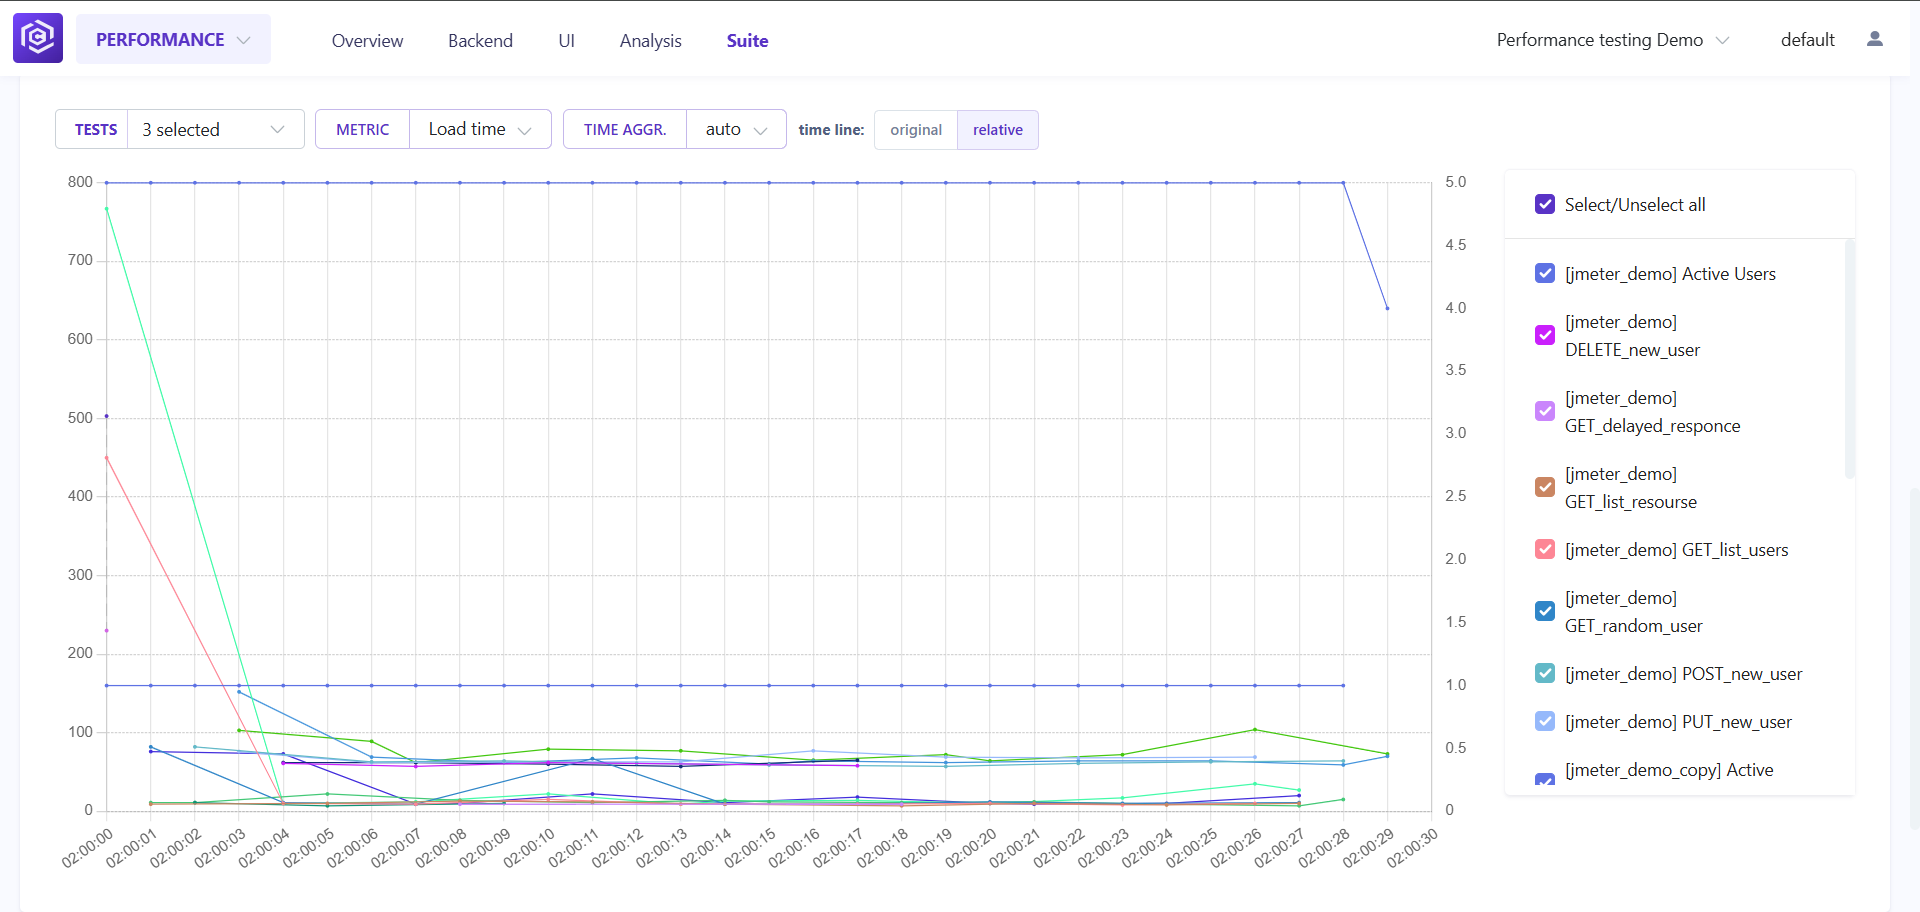 PERFORMANCE
Overview
Backend
UI
Analysis
Suite
Performance testing Demo
default
TESTS
3 selected
METRIC
Load time
TIME AGGR.
auto
time line:
original
relative
800
700
600
500
400
300
200
100
0
5.0
4.5
4.0
3.5
3.0
2.5
2.0
1.5
1.0
0.5
0
02:00:00
02:00:01
02:00:02
02:00:03
02:00:04
02:00:05
02:00:06
02:00:07
02:00:08
02:00:09
02:00:10
02:00:11
02:00:12
02:00:13
02:00:14
02:00:15
02:00:16
02:00:17
02:00:18
02:00:19
02:00:20
02:00:21
02:00:22
02:00:23
02:00:24
02:00:25
02:00:26
02:00:27
02:00:28
02:00:29
02:00:30
Select/Unselect all
[jmeter_demo] Active Users
[jmeter_demo]
DELETE_new_user
[jmeter_demo]
GET_delayed_responce
[jmeter_demo]
GET_list_resourse
[jmeter_demo] GET_list_users
[jmeter_demo]
GET_random_user
[jmeter_demo] POST_new_user
[jmeter_demo] PUT_new_user
[jmeter_demo_copy] Active